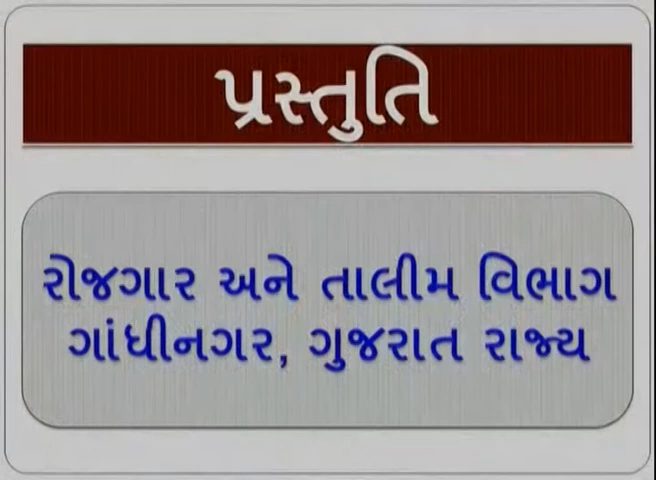 પ્રસ્તુતિ
રોજગાર અને તાલીમ વિભાગ
ગાંધીનગર, ગુજરાત રાજ્ય